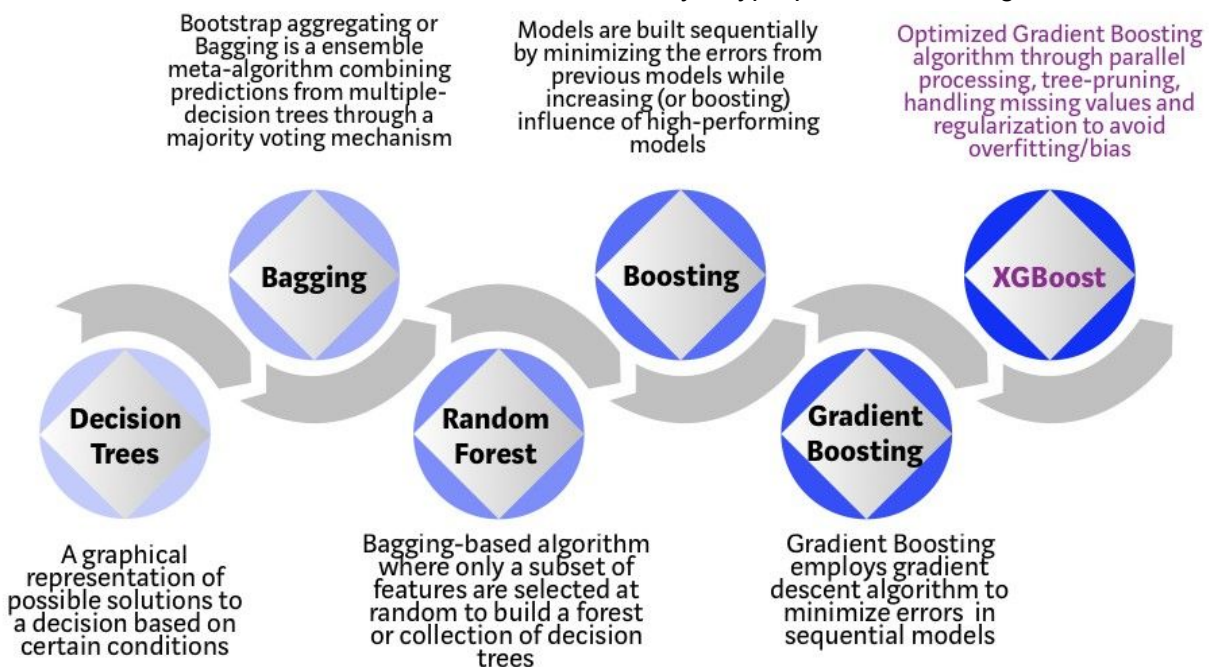 Bootstrap aggregating or
Bagging is a ensemble
meta-algorithm combining
predictions from multiple-
decision trees through a
majority voting mechanism
Models are built sequentially
by minimizing the errors from
previous models while
increasing (or boosting)
influence of high-performing
models
Optimized Gradient Boosting
algorithm through parallel
processing, tree-pruning,
handling missing values and
regularization to avoid
overfitting/bias
Bagging
Boosting
XGBoost
Decision
Trees
Random
Forest
Gradient
Boosting
A graphical
representation of
possible solutions to
a decision based on
certain conditions
Bagging-based algorithm
where only a subset of
features are selected at
random to build a forest
or collection of decision
trees
Gradient Boosting
employs gradient
descent algorithm to
minimize errors in
sequential models